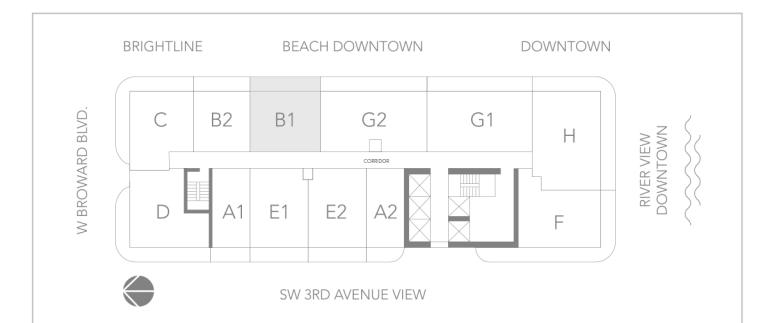 BRIGHTLINE
BEACH DOWNTOWN
DOWNTOWN
W BROWARD BLVD.
C
B2
B1
G2
G1
H
CORRIDOR
D
A1
E1
E2
A2
F
RIVER VIEW
DOWNTOWN
SW 3RD AVENUE VIEW